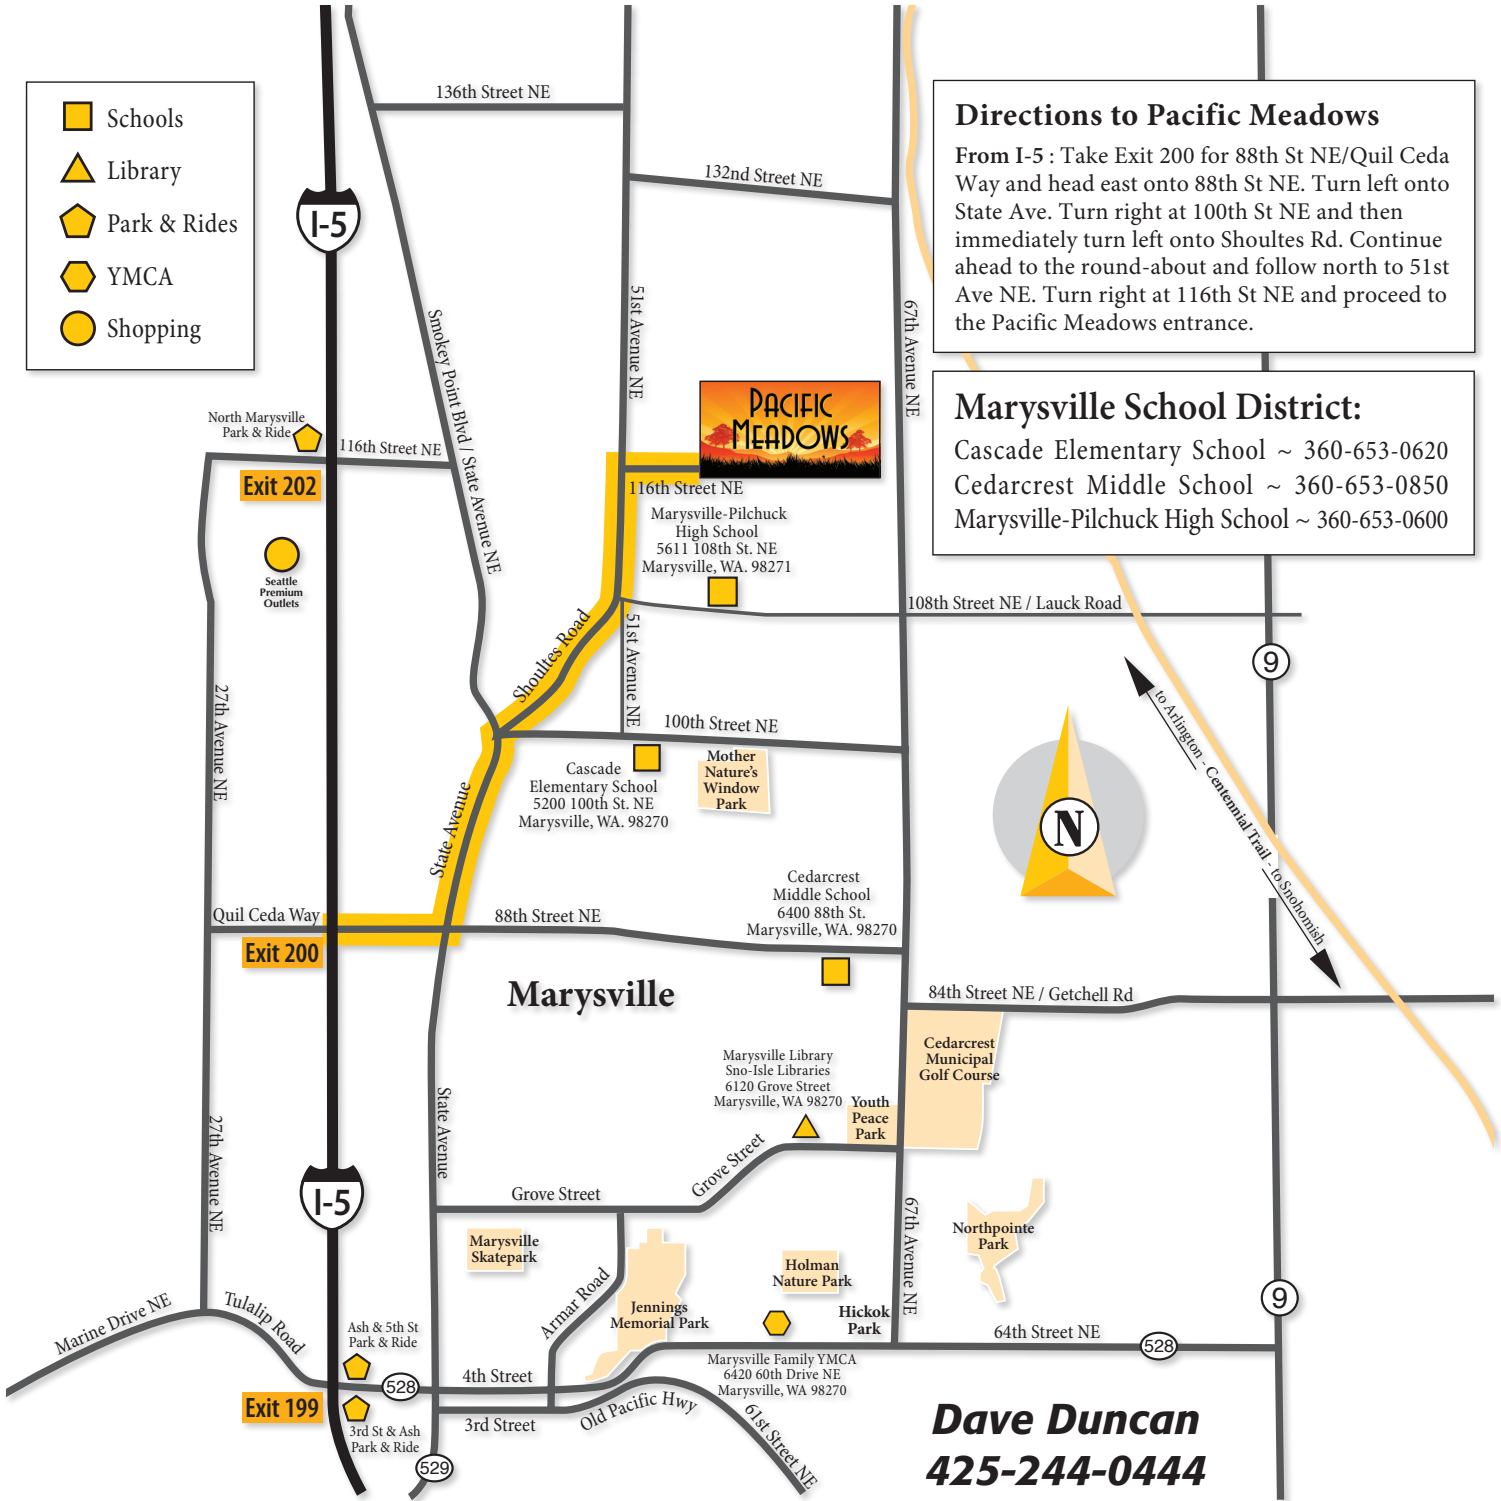 Schools
Library
Park & Rides
YMCA
Shopping
136th Street NE
132nd Street NE
I-5
Smokey Point Blvd / State Avenue NE
51st Avenue NE
67th Avenue NE
Directions to Pacific Meadows
From I-5 : Take Exit 200 for 88th St NE/Quil Ceda
Way and head east onto 88th St NE. Turn left onto
State Ave. Turn right at 100th St NE and then
immediately turn left onto Shoultes Rd. Continue
ahead to the round-about and follow north to 51st
Ave NE. Turn right at 116th St NE and proceed to
the Pacific Meadows entrance.
Marysville School District:
Cascade Elementary School ~ 360-653-0620
Cedarcrest Middle School ~ 360-653-0850
Marysville-Pilchuck High School ~ 360-653-0600
PACIFIC
MEADOWS
North Marysville
Park & Ride
116th Street NE
Exit 202
116th Street NE
Marysville-Pilchuck
High School
5611 108th St. NE
Marysville, WA. 98271
Seattle
Premium
Outlets
108th Street NE / Lauck Road
Shoultes Road
51st Avenue NE
9
27th Avenue NE
100th Street NE
to Arlington - Centennial Trail - to Snohomish
Cascade
Elementary School
5200 100th St. NE
Marysville, WA. 98270
Mother
Nature's
Window
Park
N
State Avenue
Cedarcrest
Middle School
6400 88th St.
Marysville, WA. 98270
Quil Ceda Way
88th Street NE
Exit 200
Marysville
84th Street NE / Getchell Rd
Cedarcrest
Municipal
Golf Course
Marysville Library
Sno-Isle Libraries
6120 Grove Street
Marysville, WA 98270
Youth
Peace
Park
State Avenue
27th Avenue NE
I-5
Grove Street
Grove Street
67th Avenue NE
Northpointe
Park
Marysville
Skatepark
Holman
Nature Park
Armar Road
Jennings
Memorial Park
Hickok
Park
9
Marine Drive NE
Tulalip Road
Ash & 5th St
Park & Ride
64th Street NE
528
Marysville Family YMCA
6420 60th Drive NE
Marysville, WA 98270
4th Street
528
Exit 199
3rd St & Ash
Park & Ride
3rd Street
Old Pacific Hwy
61st Street NE
529
Dave Duncan
425-244-0444